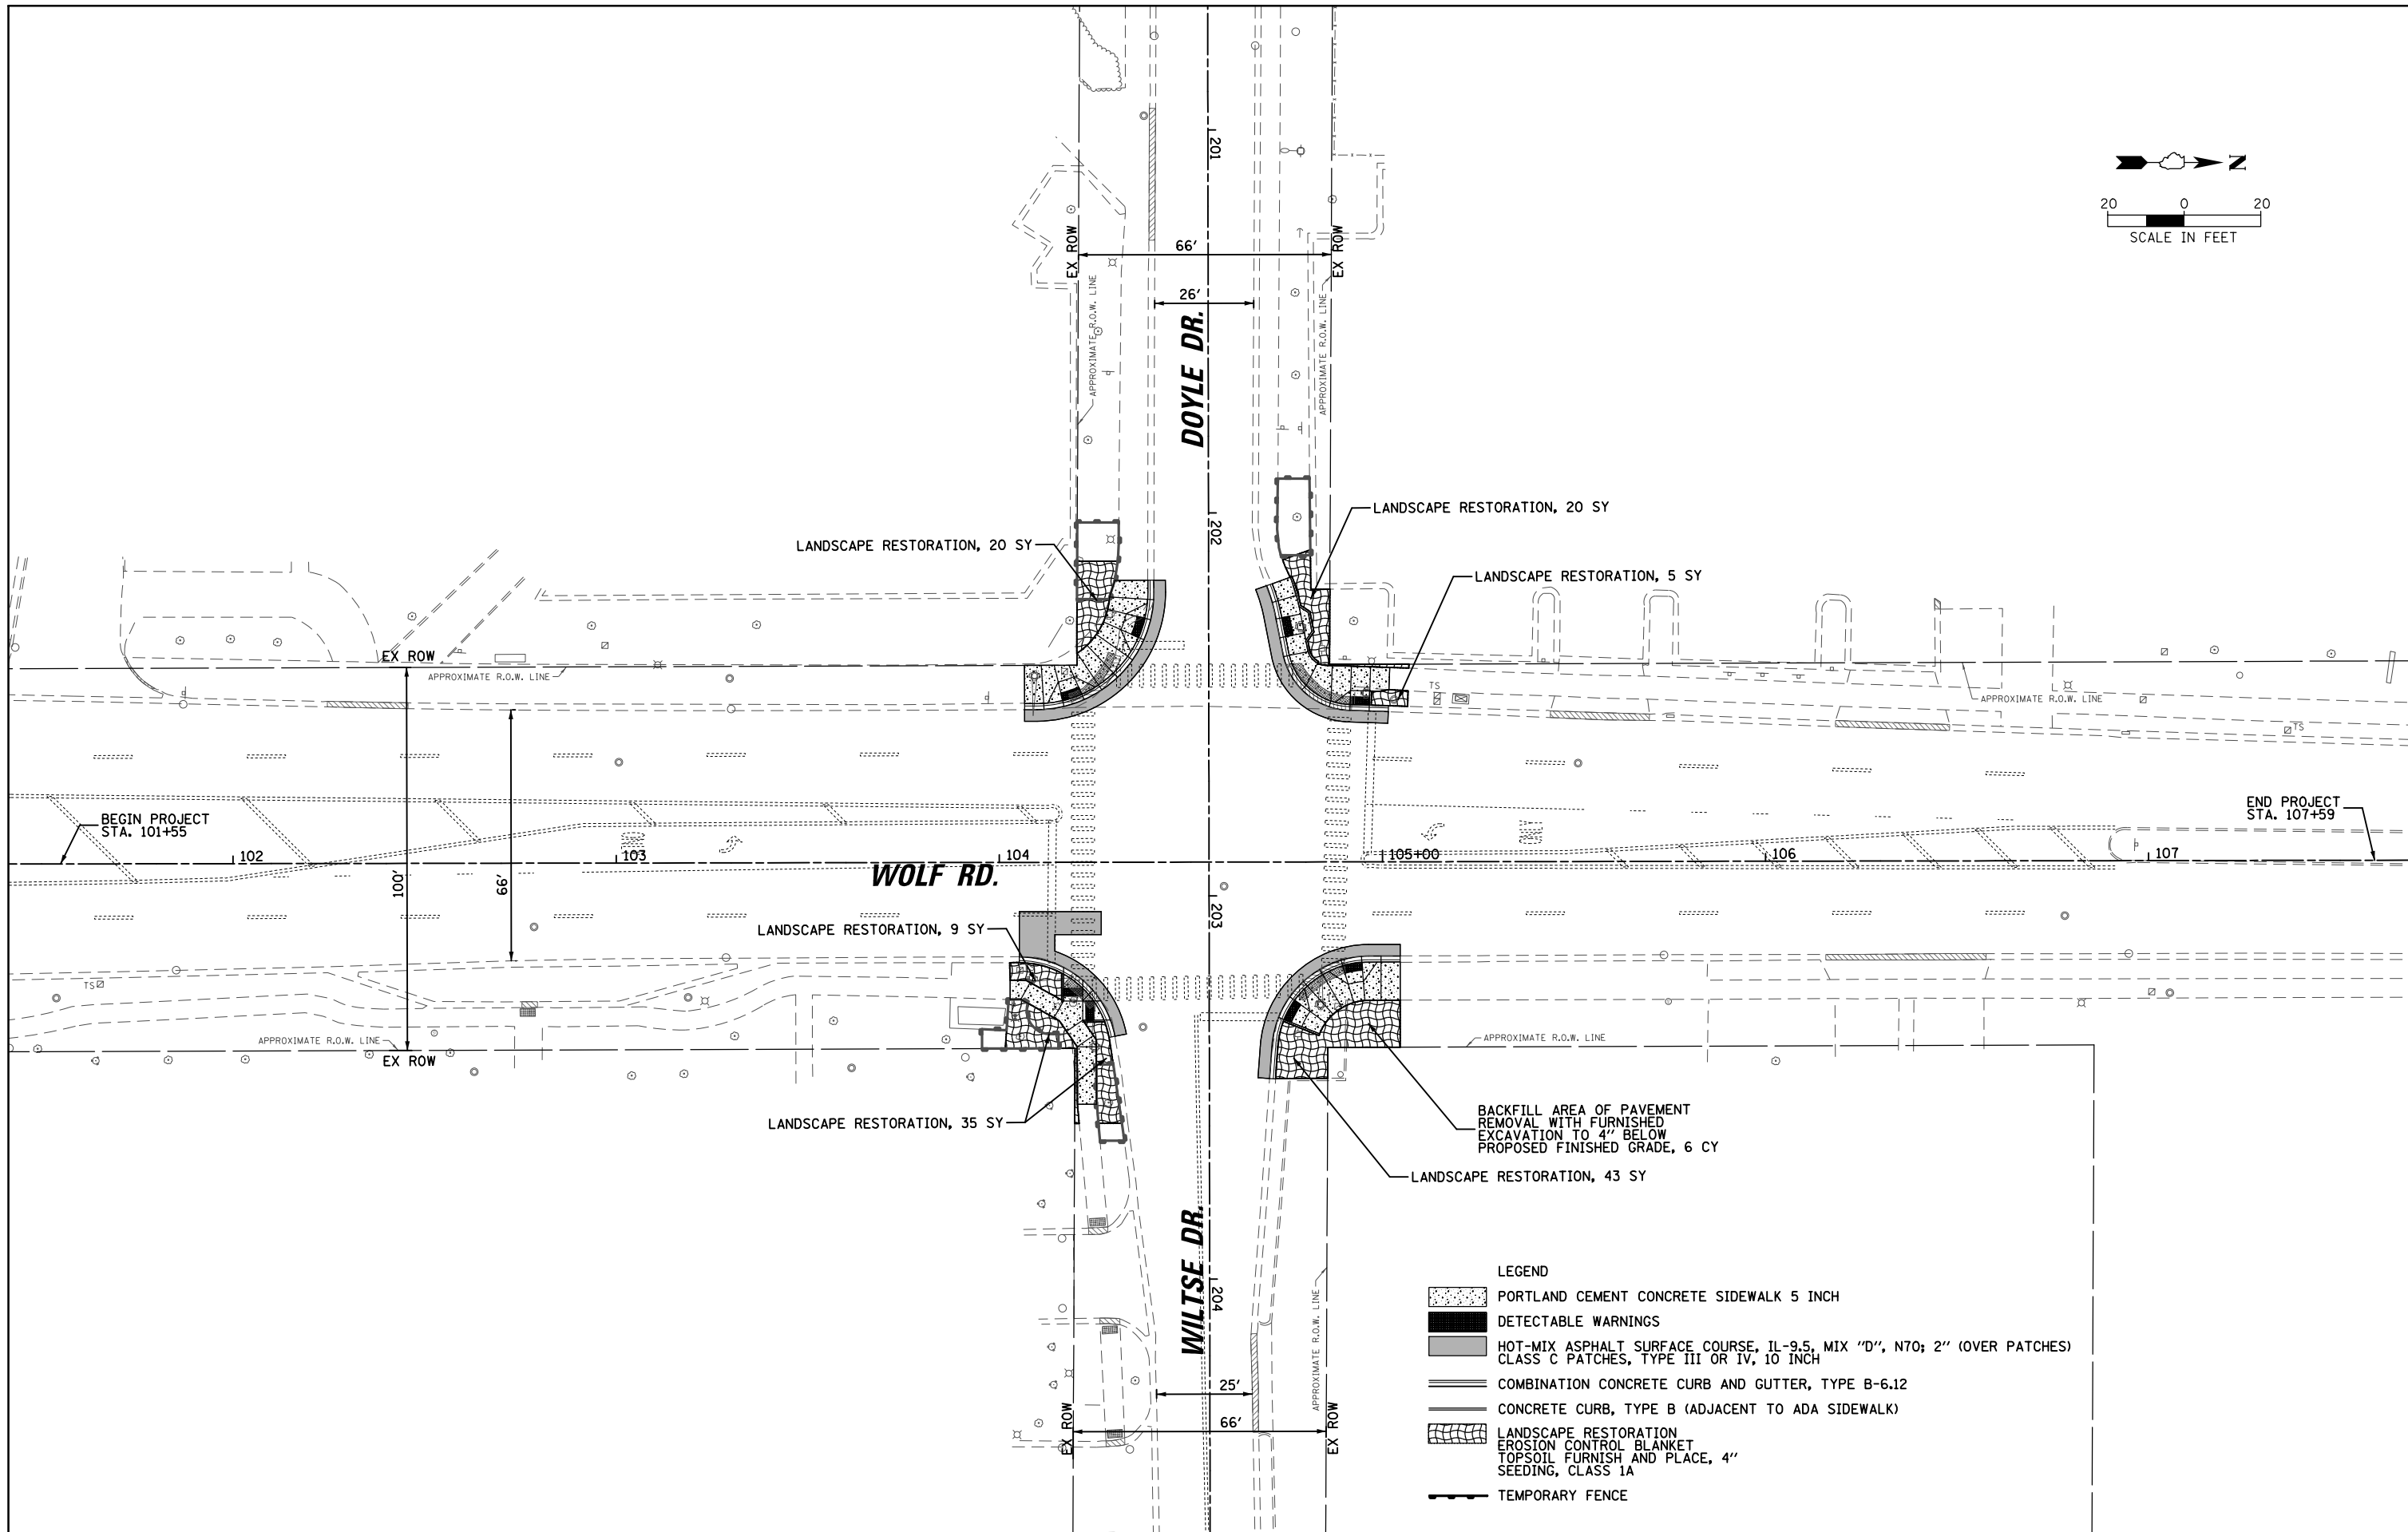 201
N
20 0 20
SCALE IN FEET
EX ROW
66'
EX ROW
APPROXIMATE R.O.W. LINE
26'
APPROXIMATE R.O.W. LINE
DOYLE DR.
LANDSCAPE RESTORATION, 20 SY
202
LANDSCAPE RESTORATION, 20 SY
LANDSCAPE RESTORATION, 5 SY
EX ROW
APPROXIMATE R.O.W. LINE
TS
APPROXIMATE R.O.W. LINE
TS
BEGIN PROJECT
STA. 101+55
END PROJECT
STA. 107+59
102
103
104
105+00
106
107
100'
66'
WOLF RD.
203
LANDSCAPE RESTORATION, 9 SY
TS
APPROXIMATE R.O.W. LINE
EX ROW
APPROXIMATE R.O.W. LINE
LANDSCAPE RESTORATION, 35 SY
BACKFILL AREA OF PAVEMENT
REMOVAL WITH FURNISHED
EXCAVATION TO 4" BELOW
PROPOSED FINISHED GRADE, 6 CY
LANDSCAPE RESTORATION, 43 SY
WILTSE DR.
204
APPROXIMATE R.O.W. LINE
25'
EX ROW
66'
EX ROW
LEGEND
PORTLAND CEMENT CONCRETE SIDEWALK 5 INCH
DETECTABLE WARNINGS
HOT-MIX ASPHALT SURFACE COURSE, IL-9.5, MIX "D", N70; 2" (OVER PATCHES)
CLASS C PATCHES, TYPE III OR IV, 10 INCH
COMBINATION CONCRETE CURB AND GUTTER, TYPE B-6.12
CONCRETE CURB, TYPE B (ADJACENT TO ADA SIDEWALK)
LANDSCAPE RESTORATION
EROSION CONTROL BLANKET
TOPSOIL FURNISH AND PLACE, 4"
SEEDING, CLASS 1A
TEMPORARY FENCE